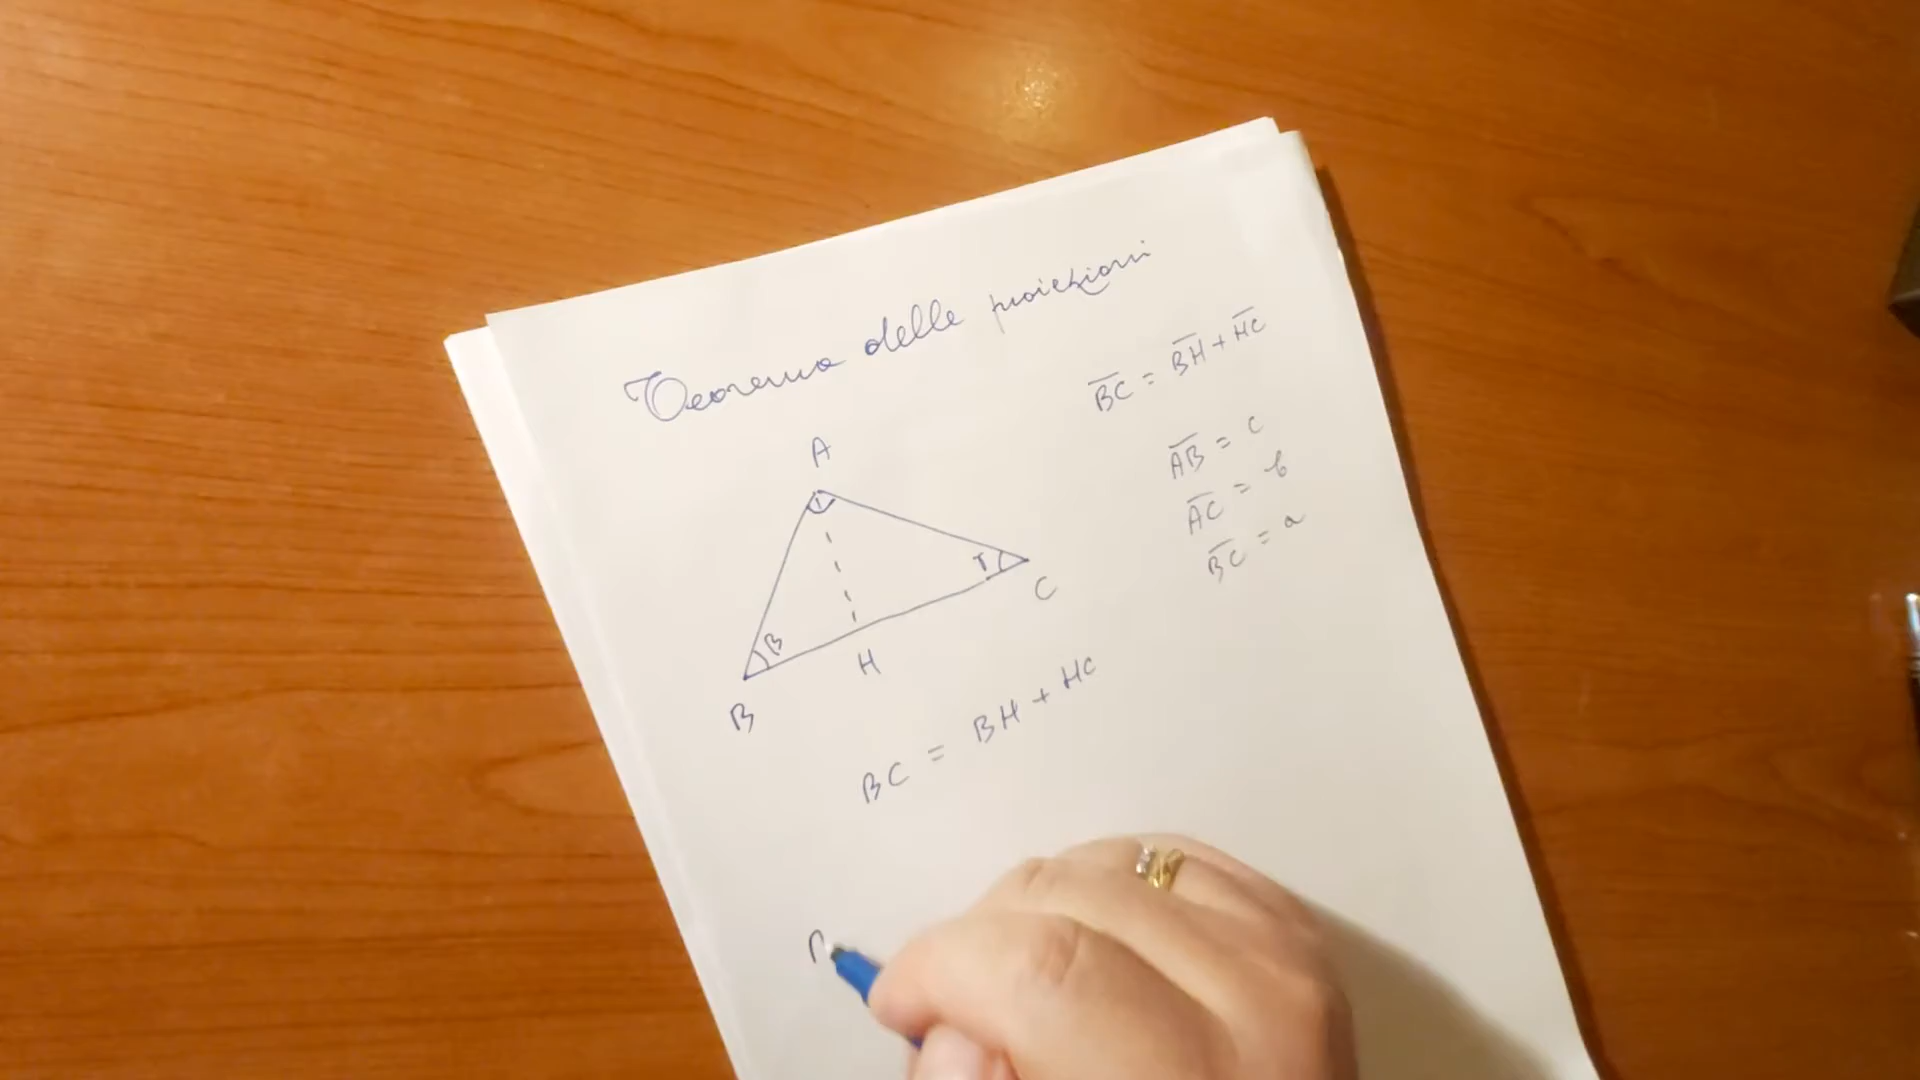 Teorema delle proiezioni
BC = BH + HC
AB = c
AC = b
BC = a
A
γ
C
β
H
B
BC = BH + HC